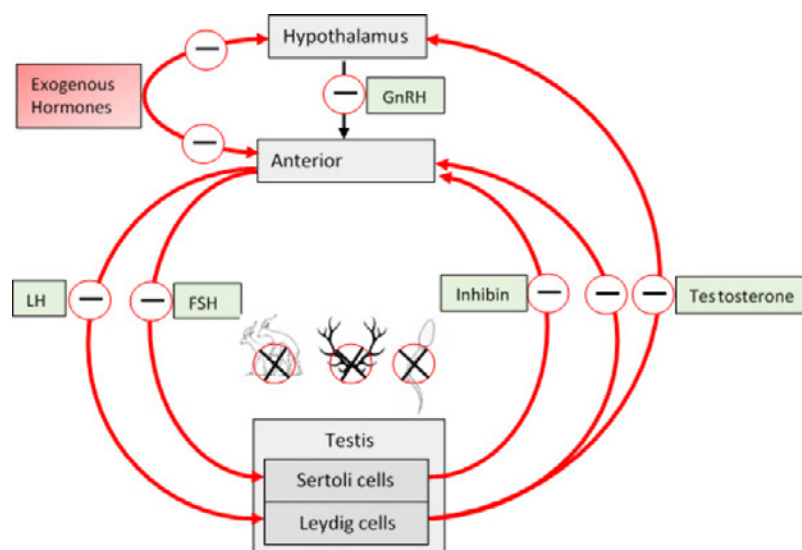 Hypothalamus
Exogenous
Hormones
GnRH
Anterior
LH
FSH
Inhibin
Testosterone
Testis
Sertoli cells
Leydig cells